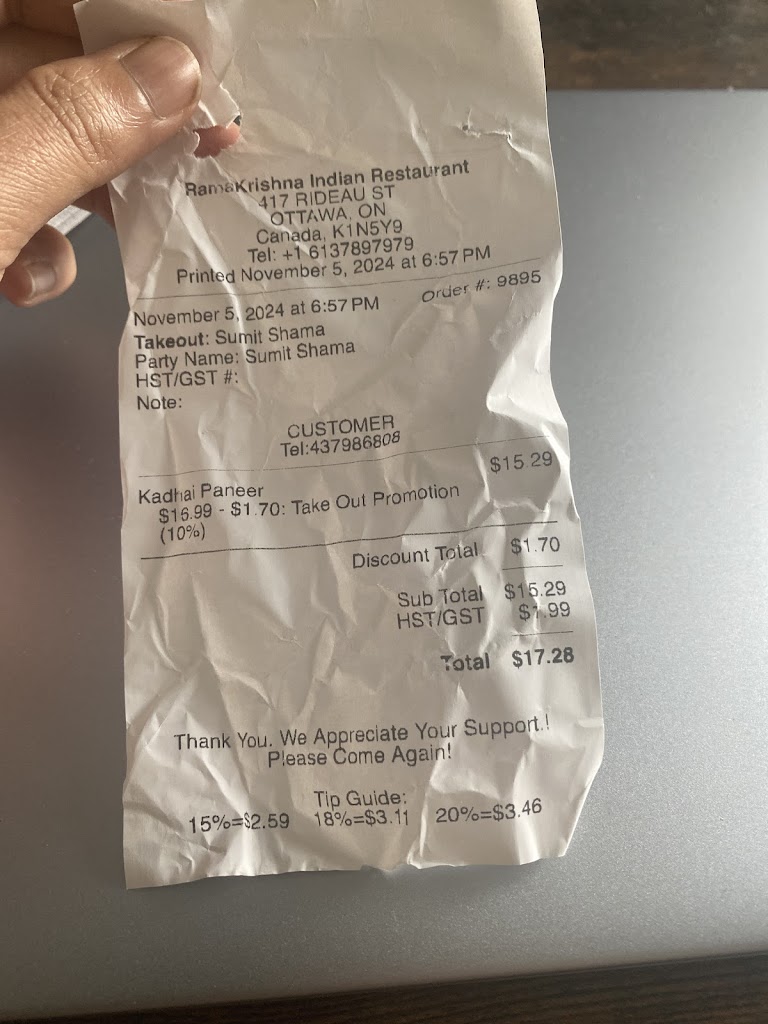 RamaKrishna Indian Restaurant
417 RIDEAU ST
OTTAWA, ON
Canada, K1N5Y9
Tel: +1 6137897979
Printed November 5, 2024 at 6:57 PM
November 5, 2024 at 6:57 PM Order #: 9895
Takeout: Sumit Shama
Party Name: Sumit Shama
HST/GST #:
Note:
CUSTOMER
Tel:437986808
Kadhai Paneer $15.29
$16.99 - $1.70: Take Out Promotion
(10%)
Discount Total $1.70
Sub Total $15.29
HST/GST $1.99
Total $17.28
Thank You. We Appreciate Your Support.!
Please Come Again!
Tip Guide:
15%=$2.59 18%=$3.11 20%=$3.46